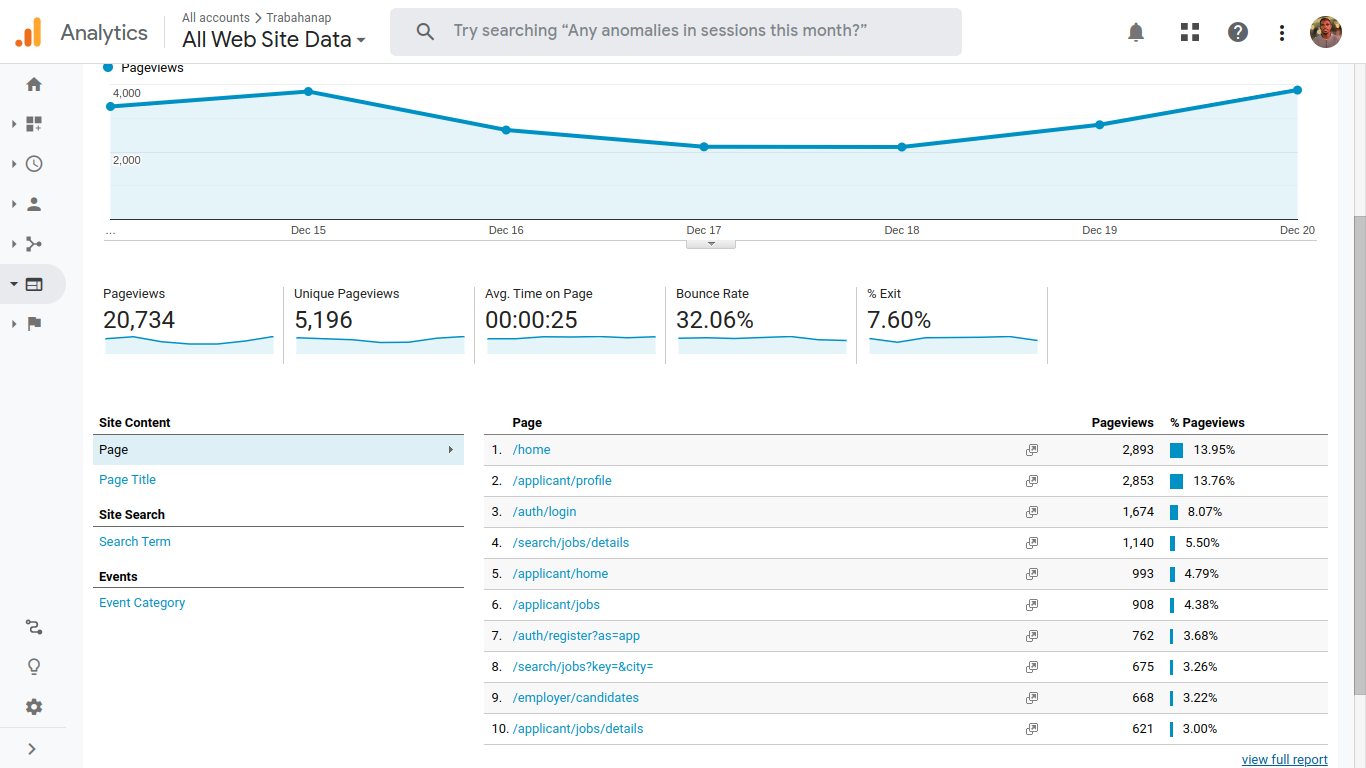 Analytics
All accounts > Trabahanap
All Web Site Data
Try searching “Any anomalies in sessions this month?”
Pageviews
4,000
2,000
...
Dec 15
Dec 16
Dec 17
Dec 18
Dec 19
Dec 20
Pageviews
20,734
Unique Pageviews
5,196
Avg. Time on Page
00:00:25
Bounce Rate
32.06%
% Exit
7.60%
Site Content
Page
Page Title
Site Search
Search Term
Events
Event Category
Page Pageviews % Pageviews
1. /home 2,893 13.95%
2. /applicant/profile 2,853 13.76%
3. /auth/login 1,674 8.07%
4. /search/jobs/details 1,140 5.50%
5. /applicant/home 993 4.79%
6. /applicant/jobs 908 4.38%
7. /auth/register?as=app 762 3.68%
8. /search/jobs?key=&city= 675 3.26%
9. /employer/candidates 668 3.22%
10. /applicant/jobs/details 621 3.00%
view full report